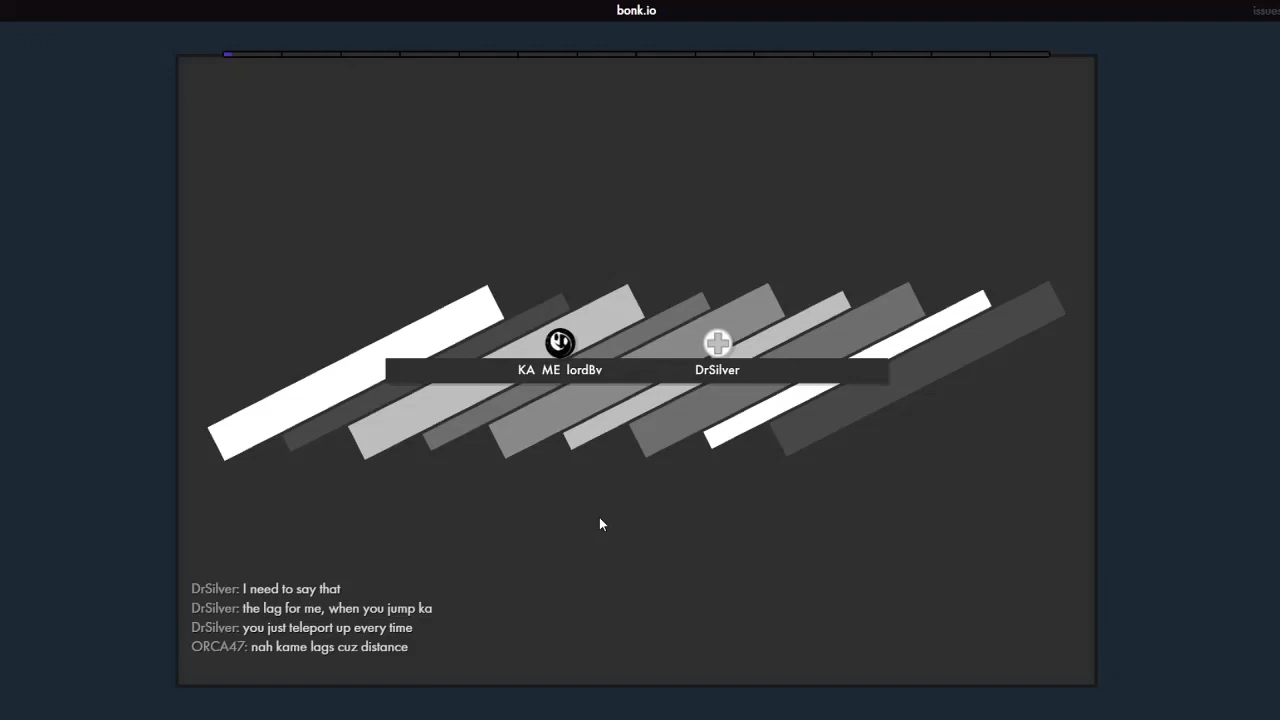 bonk.io
issues
KA ME lordBv
DrSilver
DrSilver: I need to say that
DrSilver: the lag for me, when you jump ka
DrSilver: you just teleport up every time
ORCA47: nah kame lags cuz distance